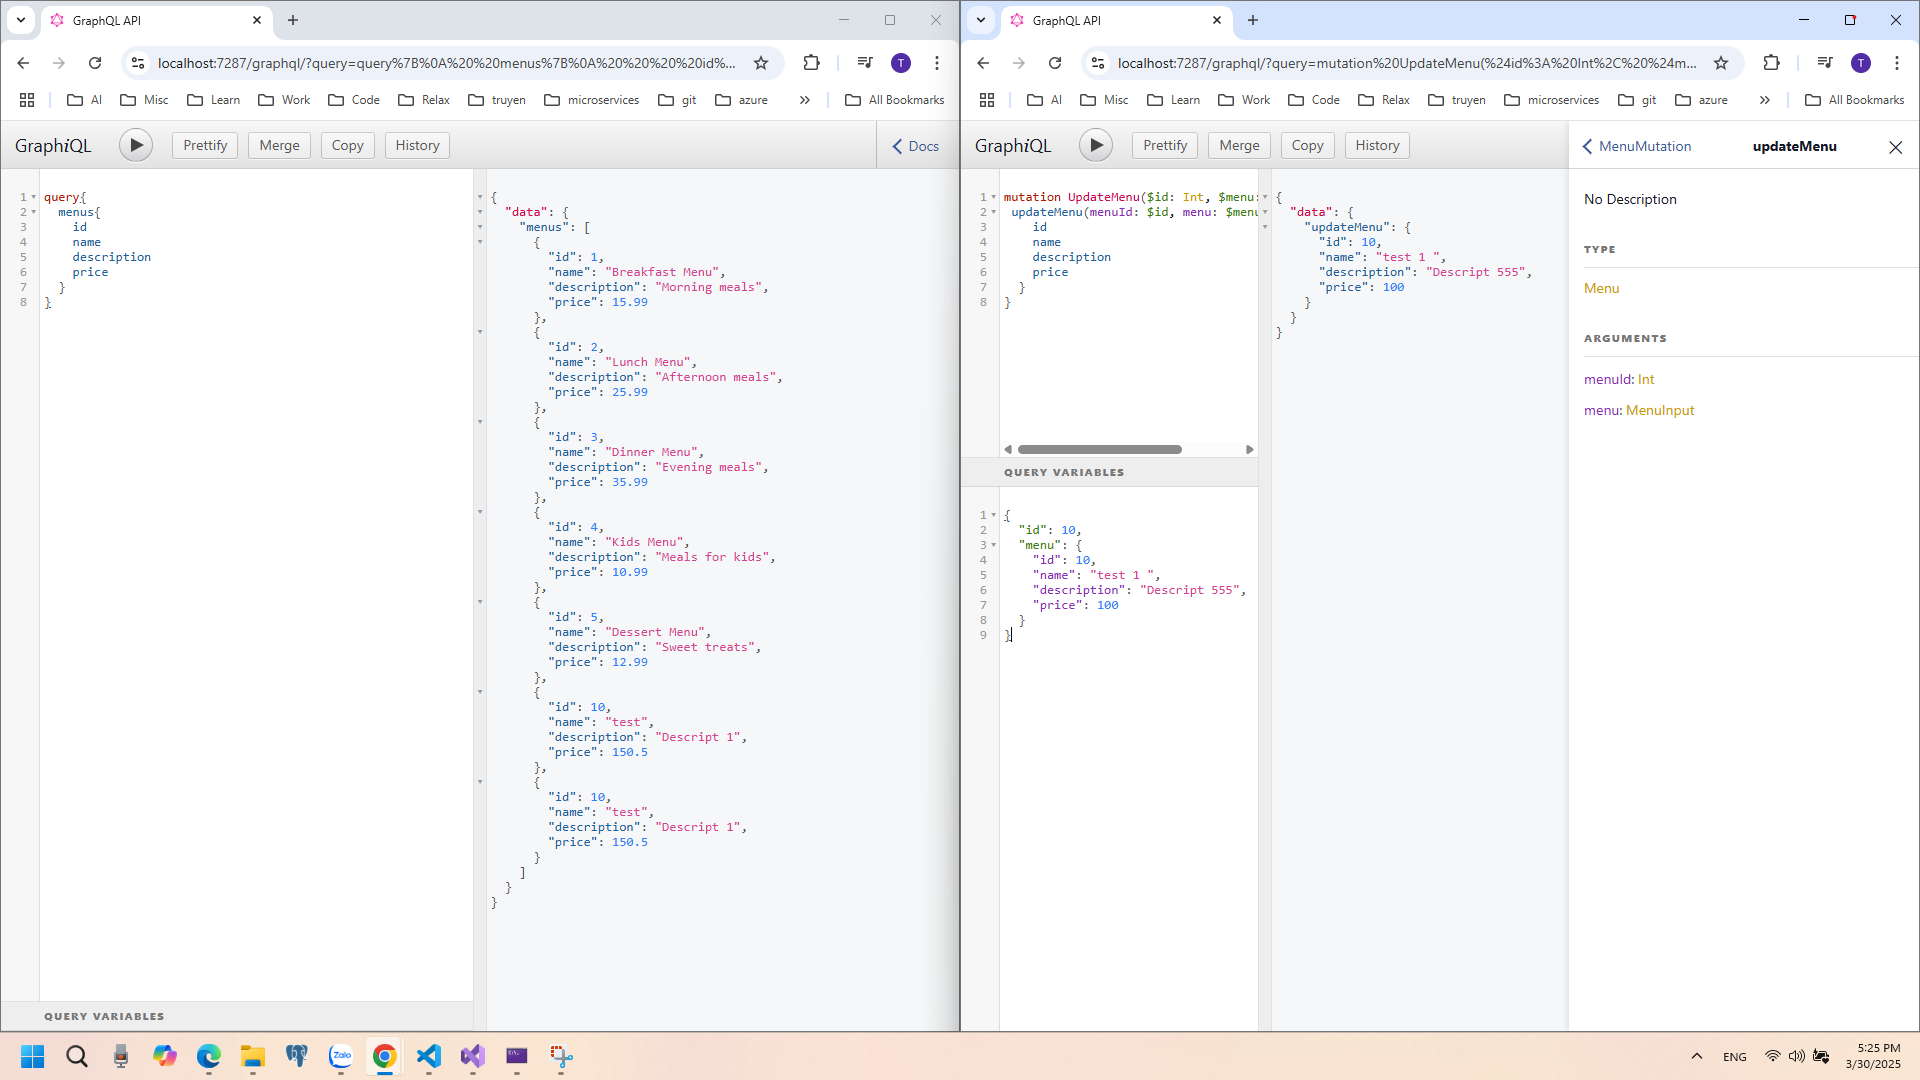 GraphQL API
localhost:7287/graphql/?query=query%7B%0A%20%20menus%7B%0A%20%20%20%20id%...
T
AI Misc Learn Work Code Relax truyen microservices git azure » All Bookmarks
GraphiQL Prettify Merge Copy History Docs
1 query{
2 menus{
3 id
4 name
5 description
6 price
7 }
8 }
QUERY VARIABLES
{
"data": {
"menus": [
{
"id": 1,
"name": "Breakfast Menu",
"description": "Morning meals",
"price": 15.99
},
{
"id": 2,
"name": "Lunch Menu",
"description": "Afternoon meals",
"price": 25.99
},
{
"id": 3,
"name": "Dinner Menu",
"description": "Evening meals",
"price": 35.99
},
{
"id": 4,
"name": "Kids Menu",
"description": "Meals for kids",
"price": 10.99
},
{
"id": 5,
"name": "Dessert Menu",
"description": "Sweet treats",
"price": 12.99
},
{
"id": 10,
"name": "test",
"description": "Descript 1",
"price": 150.5
},
{
"id": 10,
"name": "test",
"description": "Descript 1",
"price": 150.5
}
]
}
}
GraphQL API
localhost:7287/graphql/?query=mutation%20UpdateMenu(%24id%3A%20Int%2C%20%24m...
T
AI Misc Learn Work Code Relax truyen microservices git azure » All Bookmarks
GraphiQL Prettify Merge Copy History
1 mutation UpdateMenu($id: Int, $menu:
2 updateMenu(menuId: $id, menu: $menu
3 id
4 name
5 description
6 price
7 }
8 }
QUERY VARIABLES
1 {
2 "id": 10,
3 "menu": {
4 "id": 10,
5 "name": "test 1 ",
6 "description": "Descript 555",
7 "price": 100
8 }
9 }
{
"data": {
"updateMenu": {
"id": 10,
"name": "test 1 ",
"description": "Descript 555",
"price": 100
}
}
}
MenuMutation updateMenu
No Description
TYPE
Menu
ARGUMENTS
menuId: Int
menu: MenuInput
Zalo
ENG
5:25 PM
3/30/2025